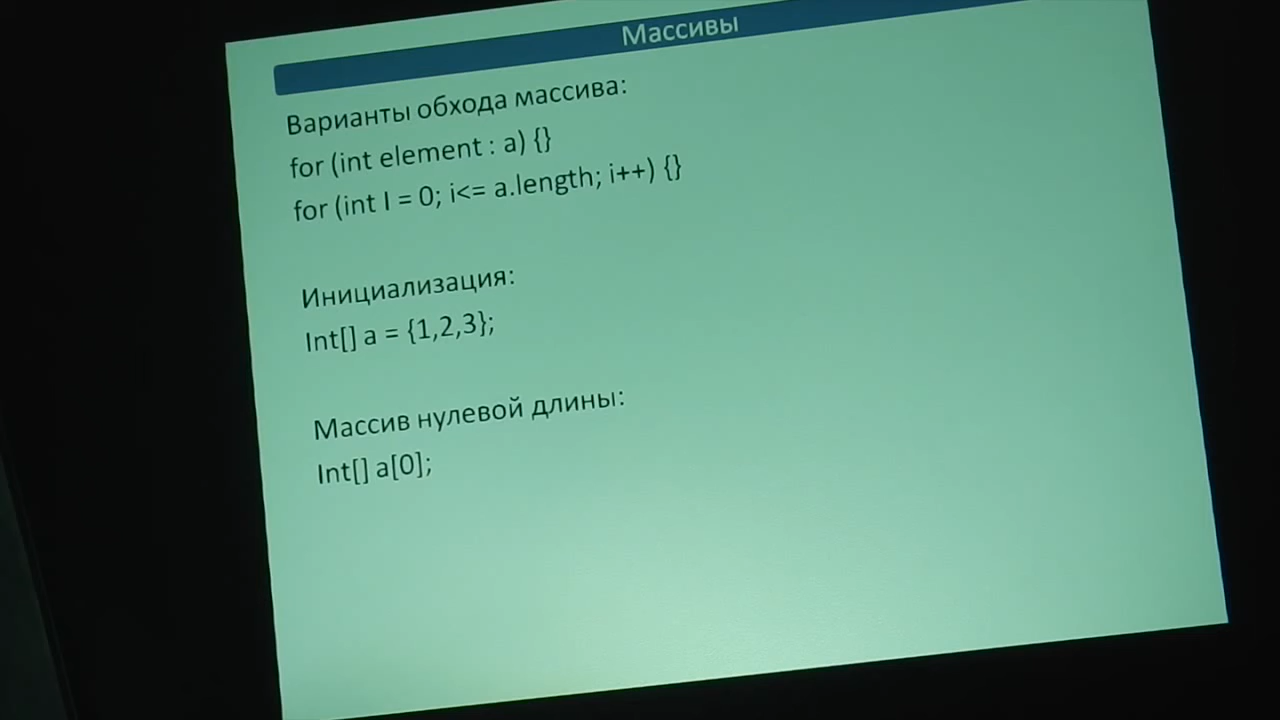 Массивы
Варианты обхода массива:
for (int element : a) {}
for (int I = 0; i<= a.length; i++) {}
Инициализация:
Int[] a = {1,2,3};
Массив нулевой длины:
Int[] a[0];